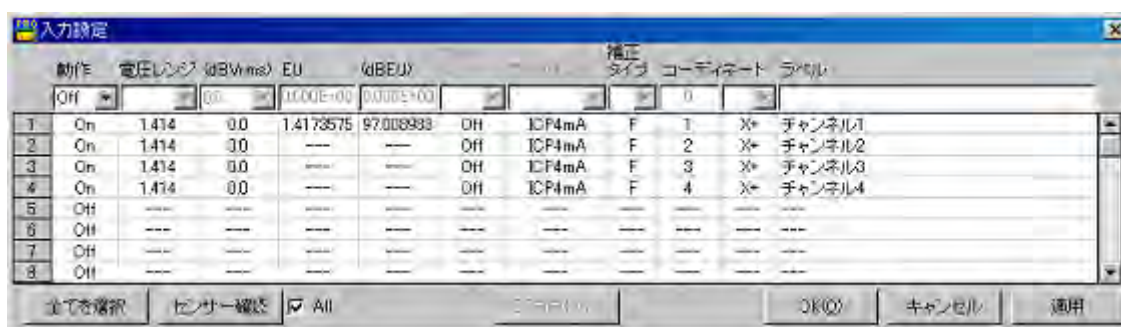 入力設定
動作 電圧レンジ (dBVrms) EU (dBEU) 補正タイプ コーディネート ラベル
Off 0.0 0.000E+00 0.000E+00 0
1 On 1.414 0.0 1.4173575 97.008983 Off ICP4mA F 1 X+ チャンネル1
2 On 1.414 0.0 --- --- Off ICP4mA F 2 X+ チャンネル2
3 On 1.414 0.0 --- --- Off ICP4mA F 3 X+ チャンネル3
4 On 1.414 0.0 --- --- Off ICP4mA F 4 X+ チャンネル4
5 Off --- --- --- --- --- --- --- --- --- ---
6 Off --- --- --- --- --- --- --- --- --- ---
7 Off --- --- --- --- --- --- --- --- --- ---
8 Off --- --- --- --- --- --- --- --- --- ---
全てを選択 センサー確認 All OK(O) キャンセル 適用